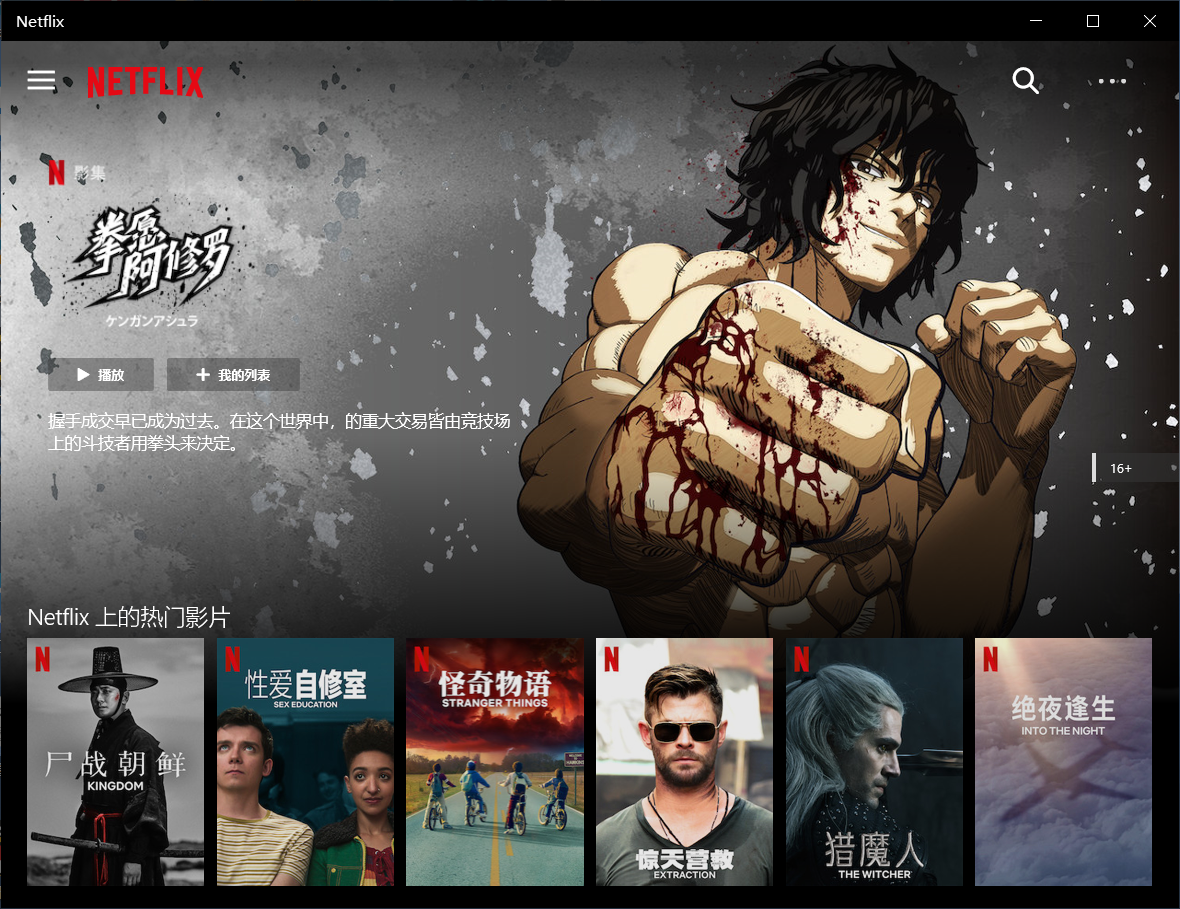 Netflix
NETFLIX
N 影集
拳愿
阿修罗
ケンガンアシュラ
播放
我的列表
握手成交早已成为过去。在这个世界中，的重大交易皆由竞技场
上的斗技者用拳头来决定。
16+
Netflix 上的热门影片
N
尸战朝鲜
KINGDOM
N
性爱自修室
SEX EDUCATION
N
怪奇物语
STRANGER THINGS
N
惊天营救
EXTRACTION
N
猎魔人
THE WITCHER
N
绝夜逢生
INTO THE NIGHT